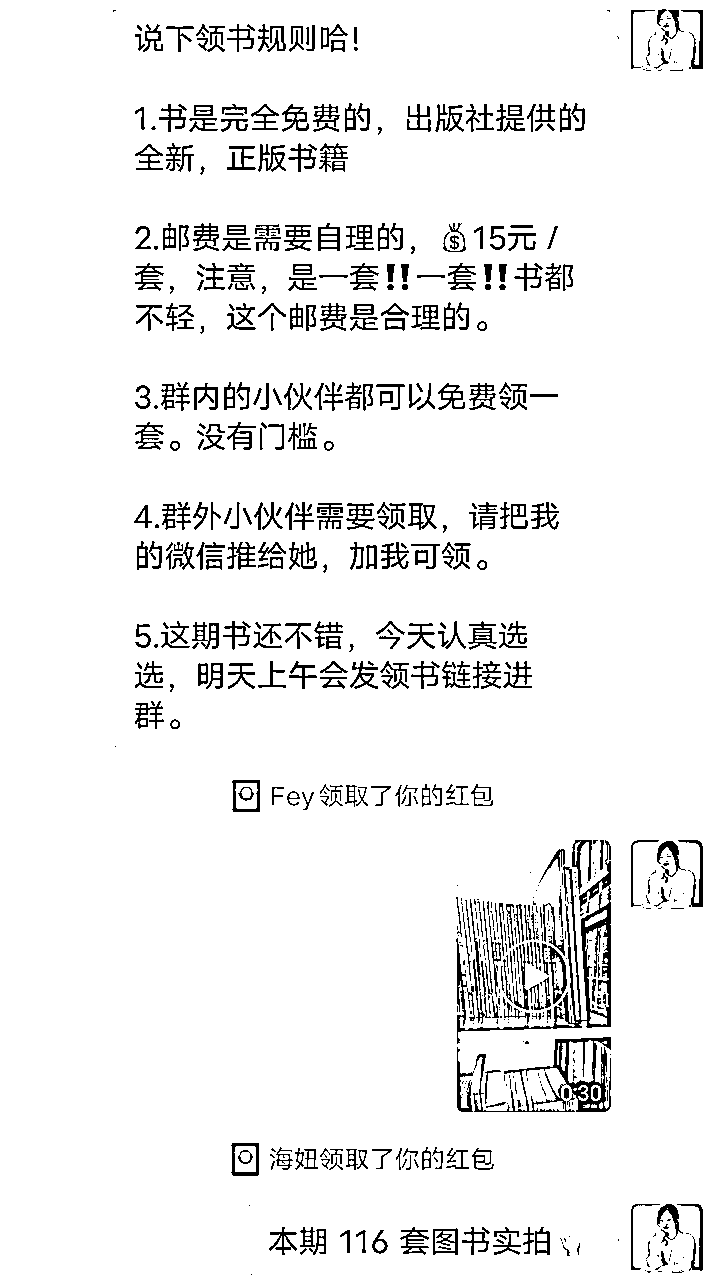 说下领书规则哈!
1.书是完全免费的，出版社提供的
全新，正版书籍
2.邮费是需要自理的，💰15元 /
套，注意，是一套‼️一套‼️书都
不轻，这个邮费是合理的。
3.群内的小伙伴都可以免费领一
套。没有门槛。
4.群外小伙伴需要领取，请把我
的微信推给她，加我可领。
5.这期书还不错，今天认真选
选，明天上午会发领书链接进
群。
Fey领取了你的红包
0:30
海妞领取了你的红包
本期 116 套图书实拍